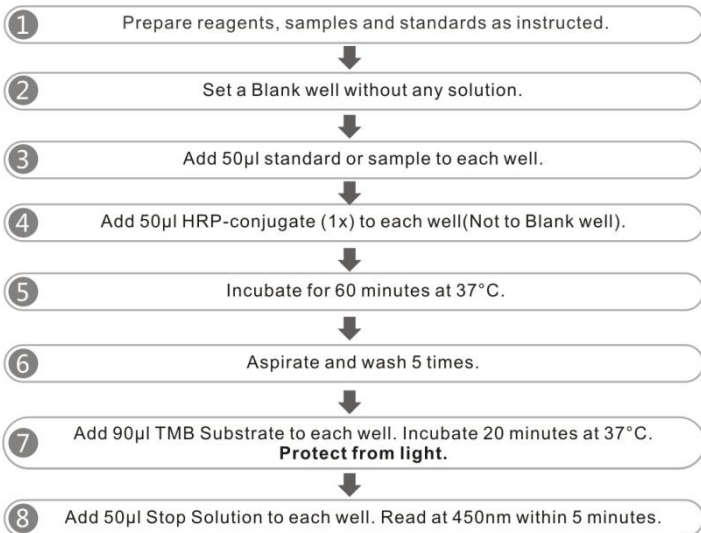 1 Prepare reagents, samples and standards as instructed.
2 Set a Blank well without any solution.
3 Add 50μl standard or sample to each well.
4 Add 50μl HRP-conjugate (1x) to each well(Not to Blank well).
5 Incubate for 60 minutes at 37°C.
6 Aspirate and wash 5 times.
7 Add 90μl TMB Substrate to each well. Incubate 20 minutes at 37°C.
Protect from light.
8 Add 50μl Stop Solution to each well. Read at 450nm within 5 minutes.